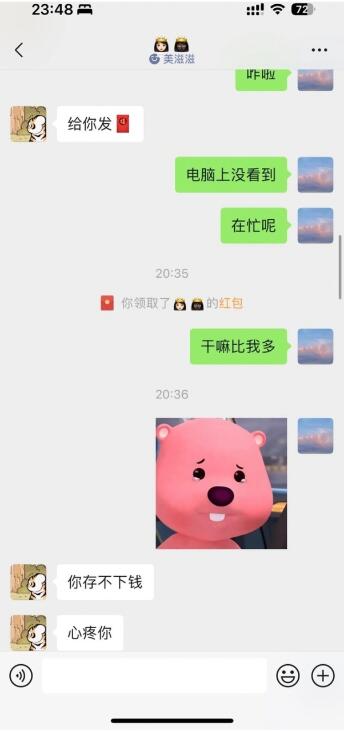 23:48
72
美滋滋
咋啦
给你发
电脑上没看到
在忙呢
20:35
你领取了的红包
干嘛比我多
20:36
你存不下钱
心疼你